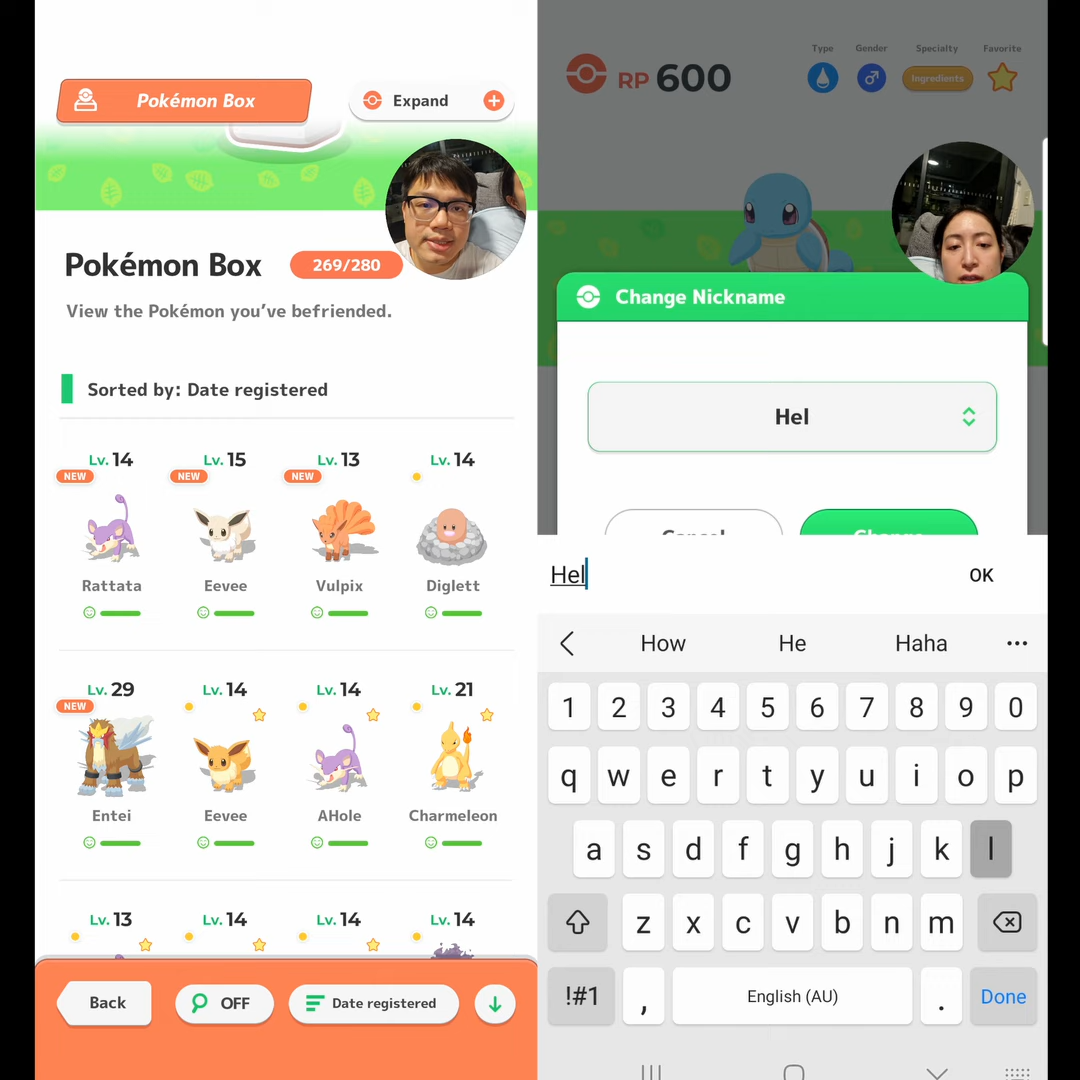 Pokémon Box
Expand
Pokémon Box
269/280
View the Pokémon you’ve befriended.
Sorted by: Date registered
Lv. 14
Lv. 15
Lv. 13
Lv. 14
NEW
NEW
NEW
Rattata
Eevee
Vulpix
Diglett
Lv. 29
Lv. 14
Lv. 14
Lv. 21
NEW
Entei
Eevee
AHole
Charmeleon
Lv. 13
Lv. 14
Lv. 14
Lv. 14
Back
OFF
Date registered
Type
Gender
Specialty
Favorite
RP 600
Ingredients
Change Nickname
Hel
Cancel
Change
Hel
OK
How
He
Haha
1 2 3 4 5 6 7 8 9 0
q w e r t y u i o p
a s d f g h j k l
z x c v b n m
!#1 , English (AU) . Done